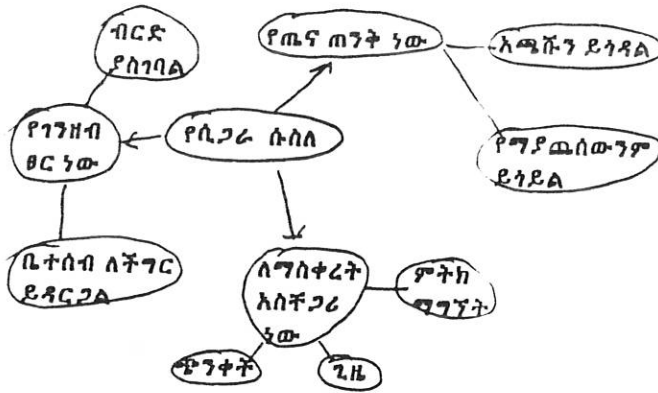 ብርድ
ያስገባል
የጤና ጠንቅ ነው
አጫሹን ይጎዳል
የገንዘብ
ፀር ነው
የሲጋራ ሱስ
የማያጨሰውንም
ይጎዳል
ቤተሰብ ለችግር
ይዳርጋል
ለማስቀረት
አስቸጋሪ
ነው
ምትክ
ማግኘት
ጭንቀት
ጊዜ